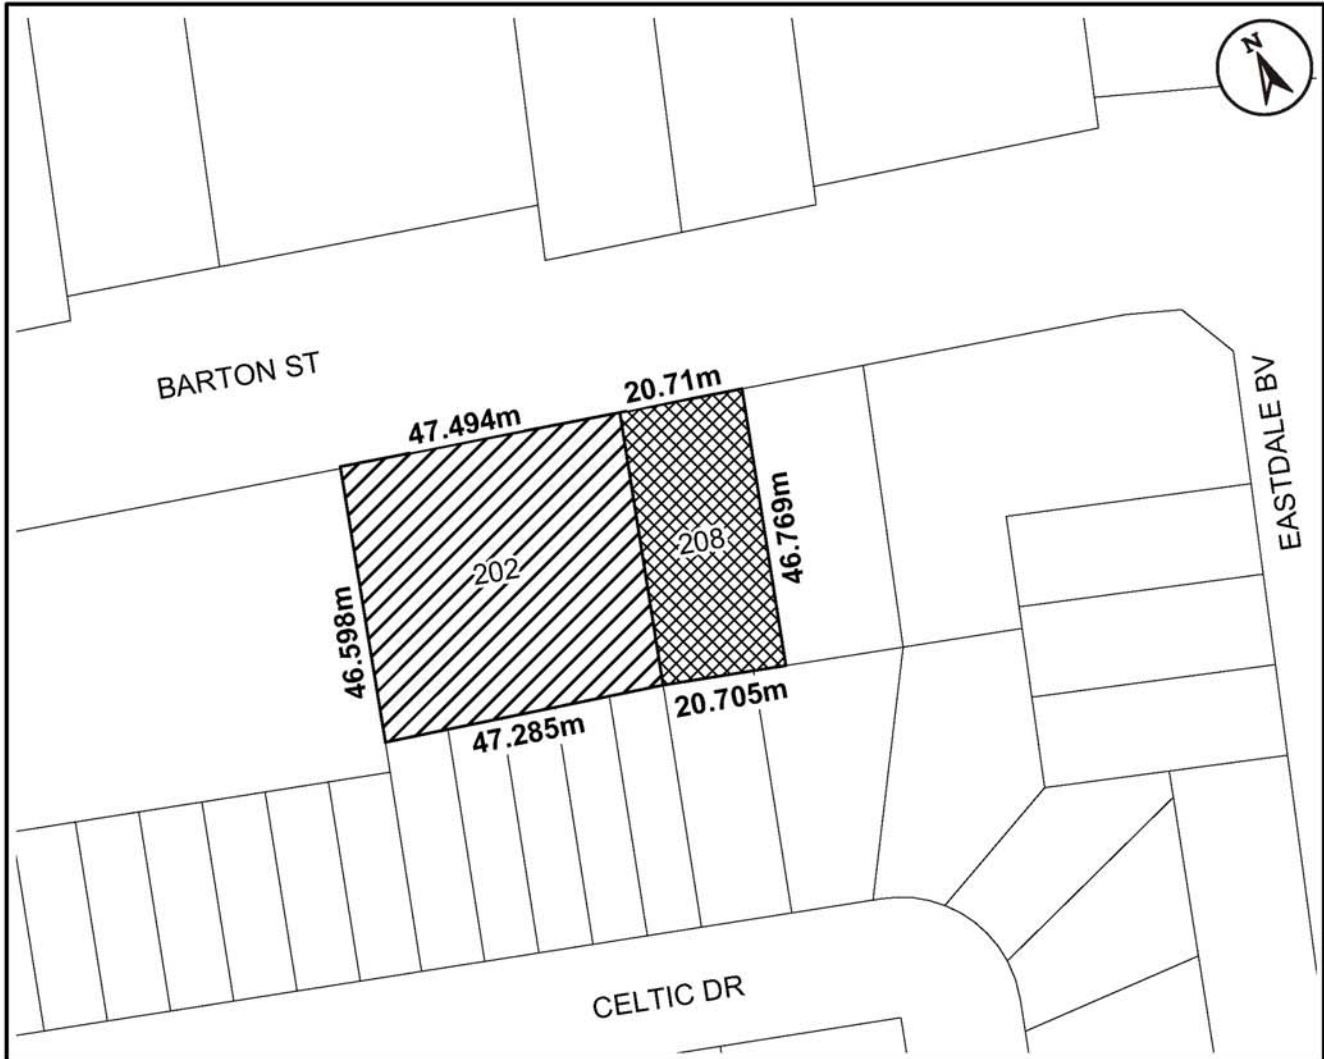 N
BARTON ST
47.494m
20.71m
EASTDALE BV
46.769m
208
202
46.598m
20.705m
47.285m
CELTIC DR